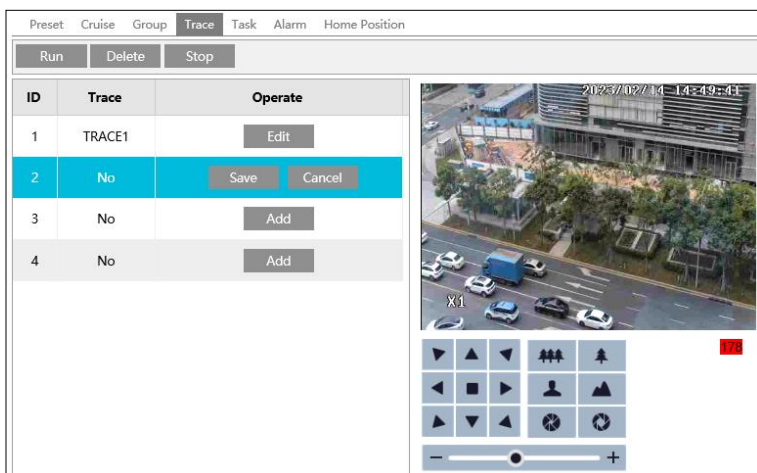 Preset Cruise Group Trace Task Alarm Home Position
Run Delete Stop
ID Trace Operate
1 TRACE1 Edit
2 No Save Cancel
3 No Add
4 No Add
2023/02/14 14:49:41
X1
178